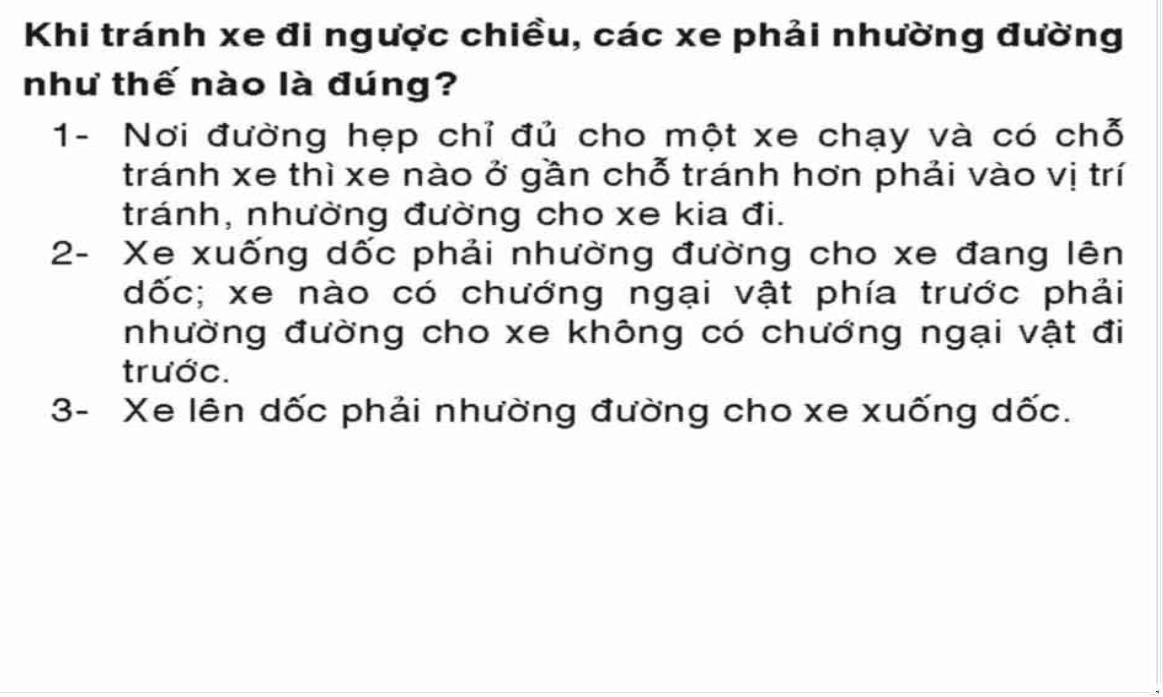 Khi tránh xe đi ngược chiều, các xe phải nhường đường
như thế nào là đúng?
1- Nơi đường hẹp chỉ đủ cho một xe chạy và có chỗ
tránh xe thì xe nào ở gần chỗ tránh hơn phải vào vị trí
tránh, nhường đường cho xe kia đi.
2- Xe xuống dốc phải nhường đường cho xe đang lên
dốc; xe nào có chướng ngại vật phía trước phải
nhường đường cho xe không có chướng ngại vật đi
trước.
3- Xe lên dốc phải nhường đường cho xe xuống dốc.